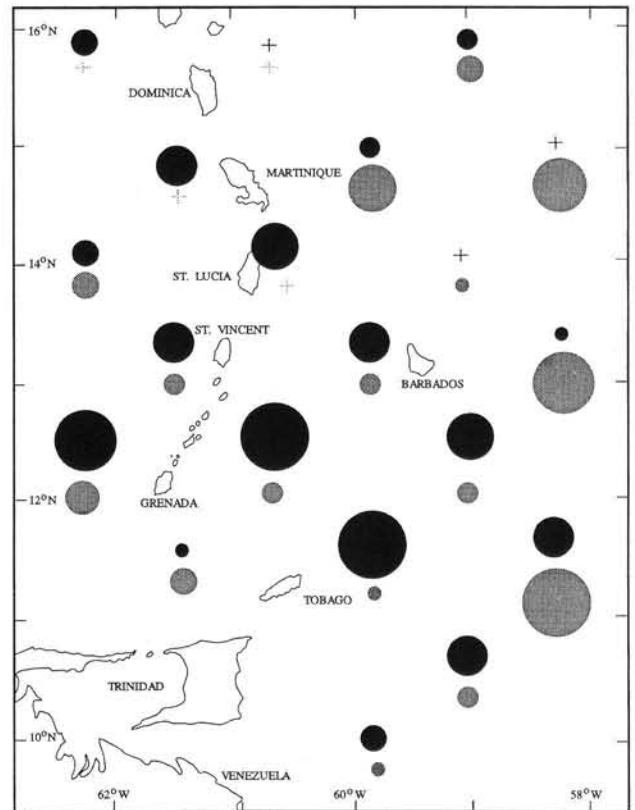 16°N
DOMINICA
MARTINIQUE
14°N
ST. LUCIA
ST. VINCENT
BARBADOS
12°N
GRENADA
TOBAGO
TRINIDAD
10°N
VENEZUELA
62°W
60°W
58°W